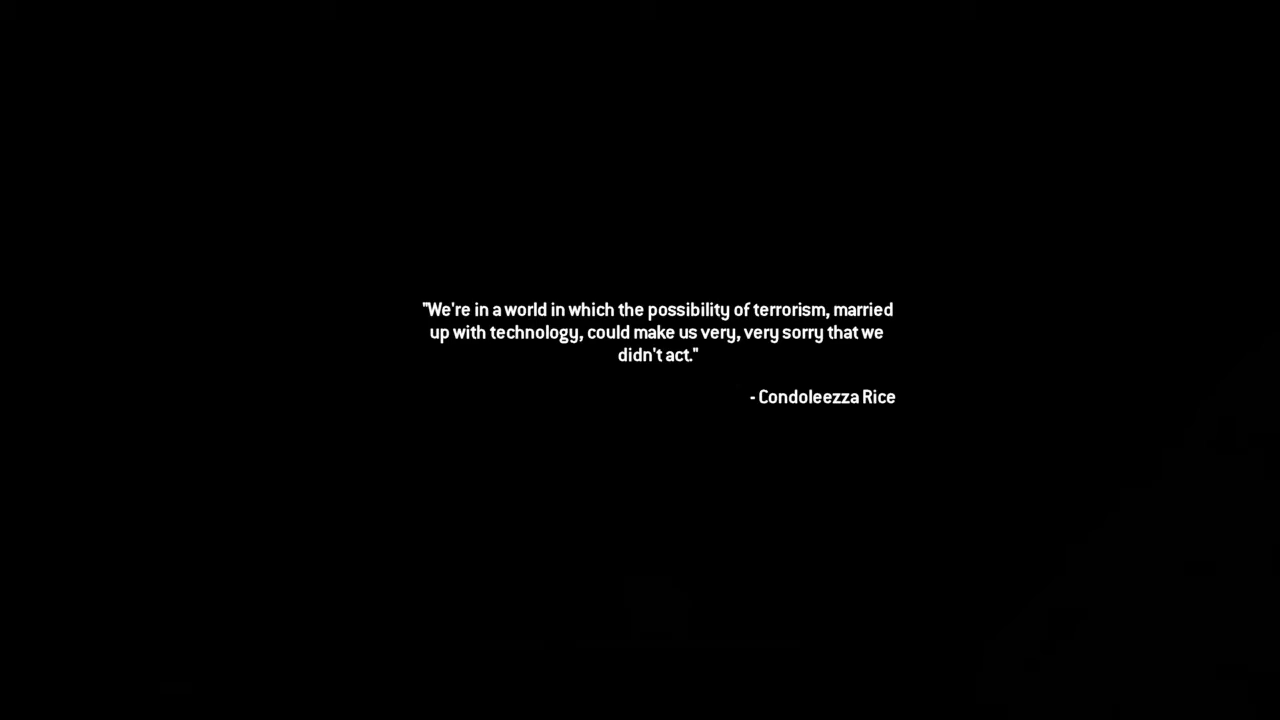 "We're in a world in which the possibility of terrorism, married
up with technology, could make us very, very sorry that we
didn't act."
- Condoleezza Rice